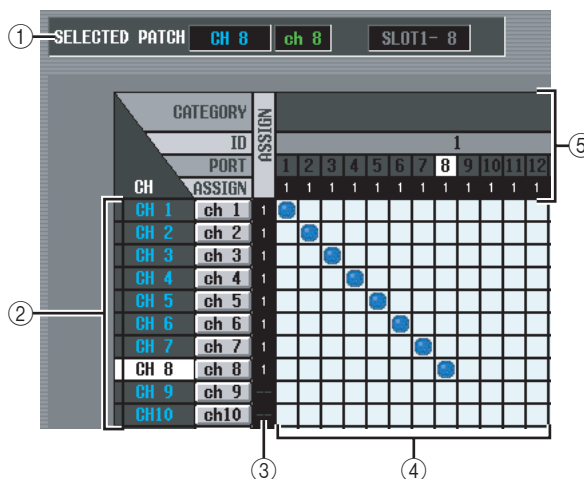 ① SELECTED PATCH CH 8 ch 8 SLOT1- 8
CATEGORY
ASSIGN
ID 1
PORT 1 2 3 4 5 6 7 8 9 10 11 12
CH ASSIGN 1 1 1 1 1 1 1 1 1 1 1 1
⑤
CH 1 ch 1 1
CH 2 ch 2 1
CH 3 ch 3 1
CH 4 ch 4 1
CH 5 ch 5 1
② CH 6 ch 6 1
CH 7 ch 7 1
CH 8 ch 8 1
CH 9 ch 9 --
CH10 ch10 --
③ ④